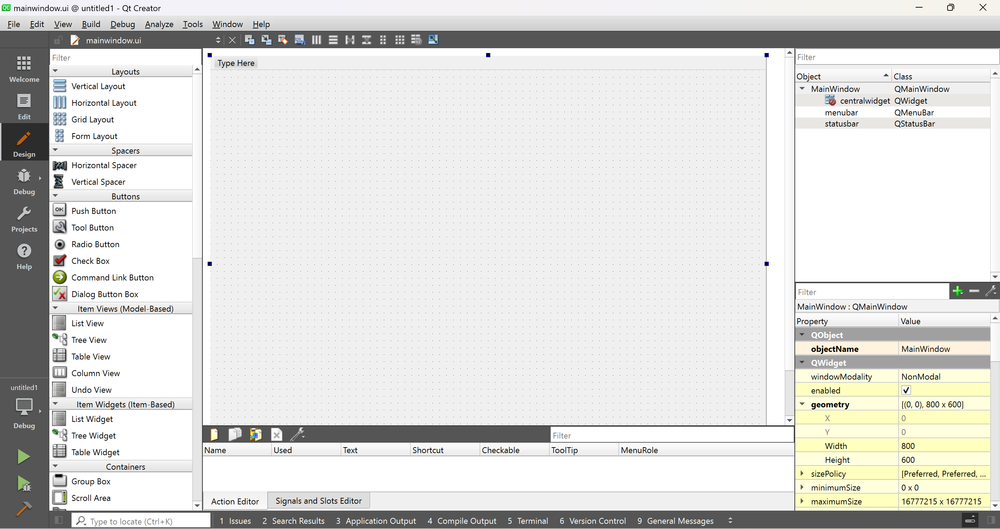 QC mainwindow.ui @ untitled1 - Qt Creator
File Edit View Build Debug Analyze Tools Window Help
mainwindow.ui
Welcome
Edit
Design
Debug
Projects
Help
untitled1
Debug
Filter
Layouts
Vertical Layout
Horizontal Layout
Grid Layout
Form Layout
Spacers
Horizontal Spacer
Vertical Spacer
Buttons
OK Push Button
Tool Button
Radio Button
Check Box
Command Link Button
Dialog Button Box
Item Views (Model-Based)
List View
Tree View
Table View
Column View
Undo View
Item Widgets (Item-Based)
List Widget
Tree Widget
Table Widget
Containers
Group Box
Scroll Area
123
Type Here
Filter
Name Used Text Shortcut Checkable ToolTip MenuRole
Action Editor Signals and Slots Editor
Filter
Object Class
MainWindow QMainWindow
centralwidget QWidget
menubar QMenuBar
statusbar QStatusBar
Filter
MainWindow : QMainWindow
Property Value
QObject
objectName MainWindow
QWidget
windowModality NonModal
enabled
geometry [(0, 0), 800 x 600]
X 0
Y 0
Width 800
Height 600
sizePolicy [Preferred, Preferred, ...
minimumSize 0 x 0
maximumSize 16777215 x 16777215
Type to locate (Ctrl+K) 1 Issues 2 Search Results 3 Application Output 4 Compile Output 5 Terminal 6 Version Control 9 General Messages